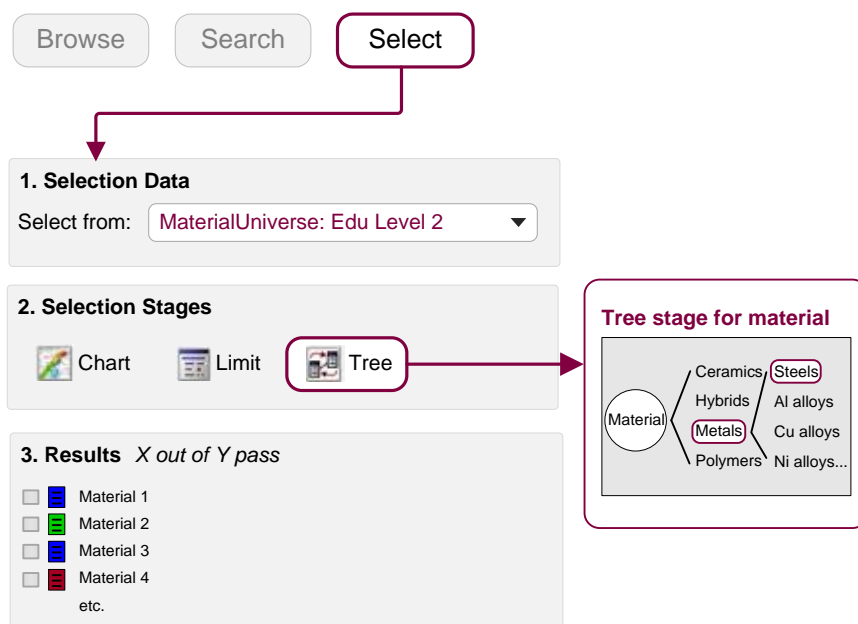 Browse Search Select
1. Selection Data
Select from: MaterialUniverse: Edu Level 2
2. Selection Stages
Chart Limit Tree
Tree stage for material
Material
Ceramics Steels
Hybrids Al alloys
Metals Cu alloys
Polymers Ni alloys...
3. Results X out of Y pass
Material 1
Material 2
Material 3
Material 4
etc.